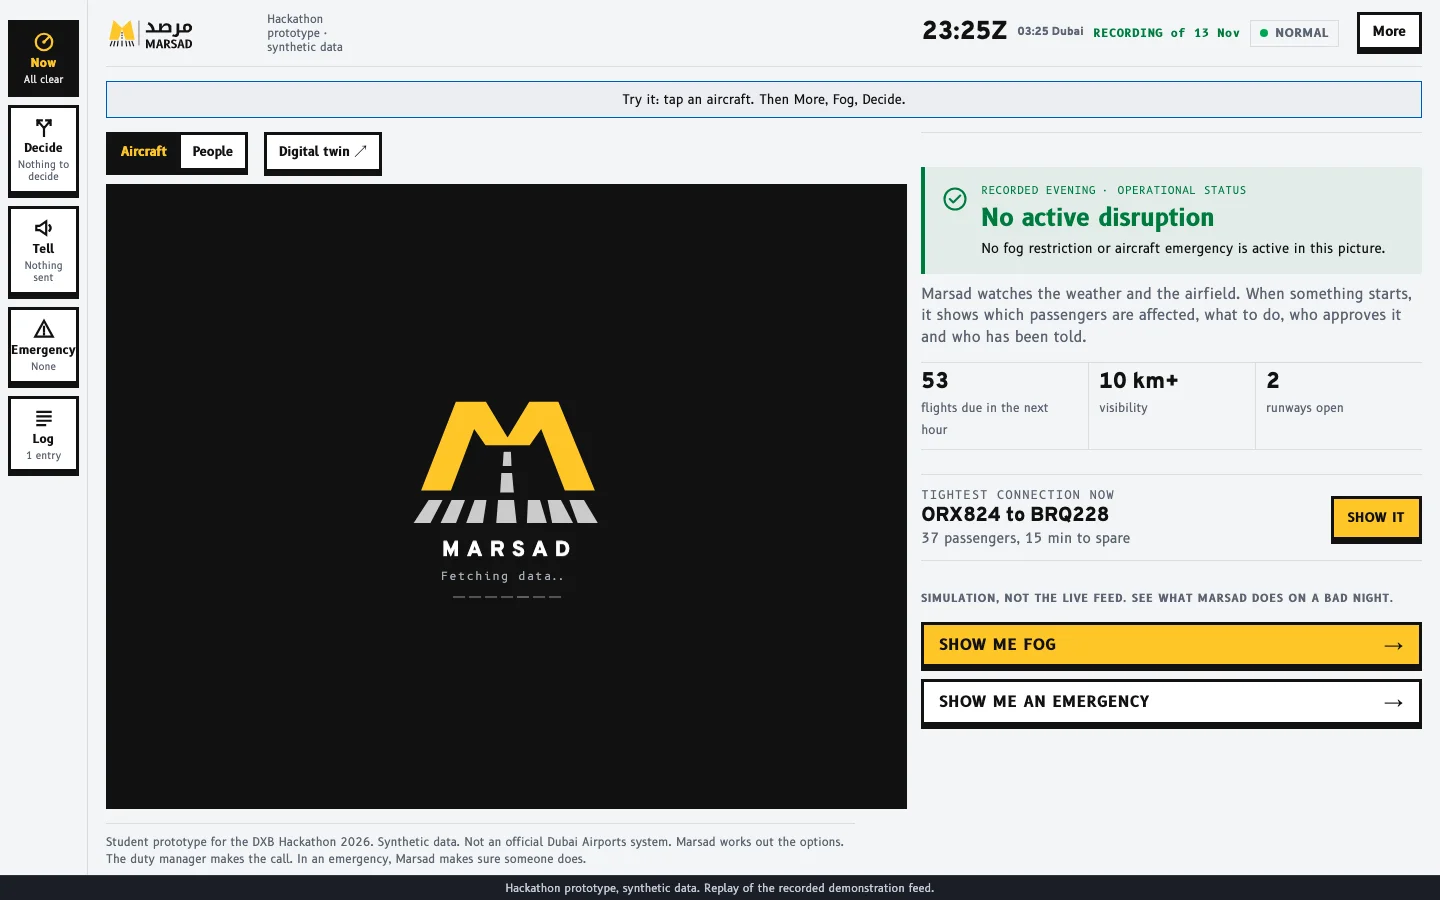 Now
All clear
Decide
Nothing to
decide
Tell
Nothing
sent
Emergency
None
Log
1 entry
مرصد
MARSAD
Hackathon
prototype ·
synthetic data
23:25Z 03:25 Dubai RECORDING of 13 Nov NORMAL More
Try it: tap an aircraft. Then More, Fog, Decide.
Aircraft People Digital twin ↗
MARSAD
Fetching data..
RECORDED EVENING · OPERATIONAL STATUS
No active disruption
No fog restriction or aircraft emergency is active in this picture.
Marsad watches the weather and the airfield. When something starts,
it shows which passengers are affected, what to do, who approves it
and who has been told.
53
flights due in the next
hour
10 km+
visibility
2
runways open
TIGHTEST CONNECTION NOW
ORX824 to BRQ228
37 passengers, 15 min to spare
SHOW IT
SIMULATION, NOT THE LIVE FEED. SEE WHAT MARSAD DOES ON A BAD NIGHT.
SHOW ME FOG →
SHOW ME AN EMERGENCY →
Student prototype for the DXB Hackathon 2026. Synthetic data. Not an official Dubai Airports system. Marsad works out the options.
The duty manager makes the call. In an emergency, Marsad makes sure someone does.
Hackathon prototype, synthetic data. Replay of the recorded demonstration feed.